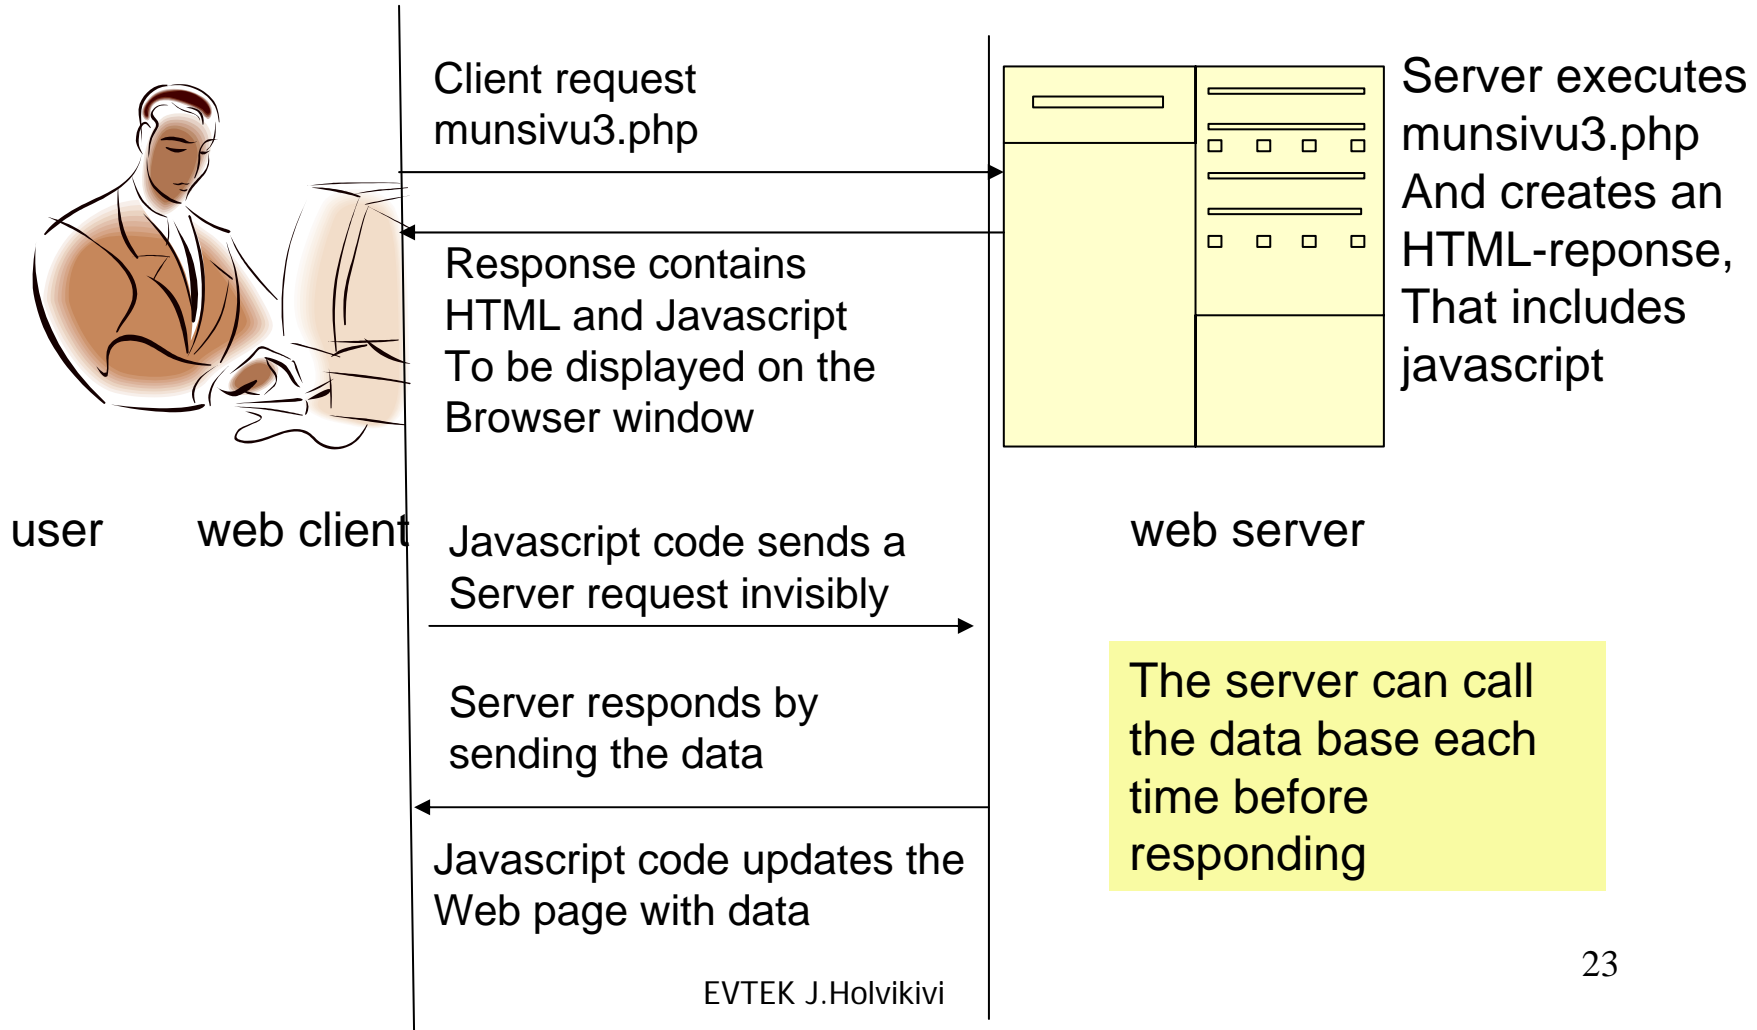 Client request
munsivu3.php
Server executes
munsivu3.php
And creates an
HTML-reponse,
That includes
javascript
Response contains
HTML and Javascript
To be displayed on the
Browser window
user
web client
web server
Javascript code sends a
Server request invisibly
Server responds by
sending the data
The server can call
the data base each
time before
responding
Javascript code updates the
Web page with data
EVTEK J.Holvikivi
23